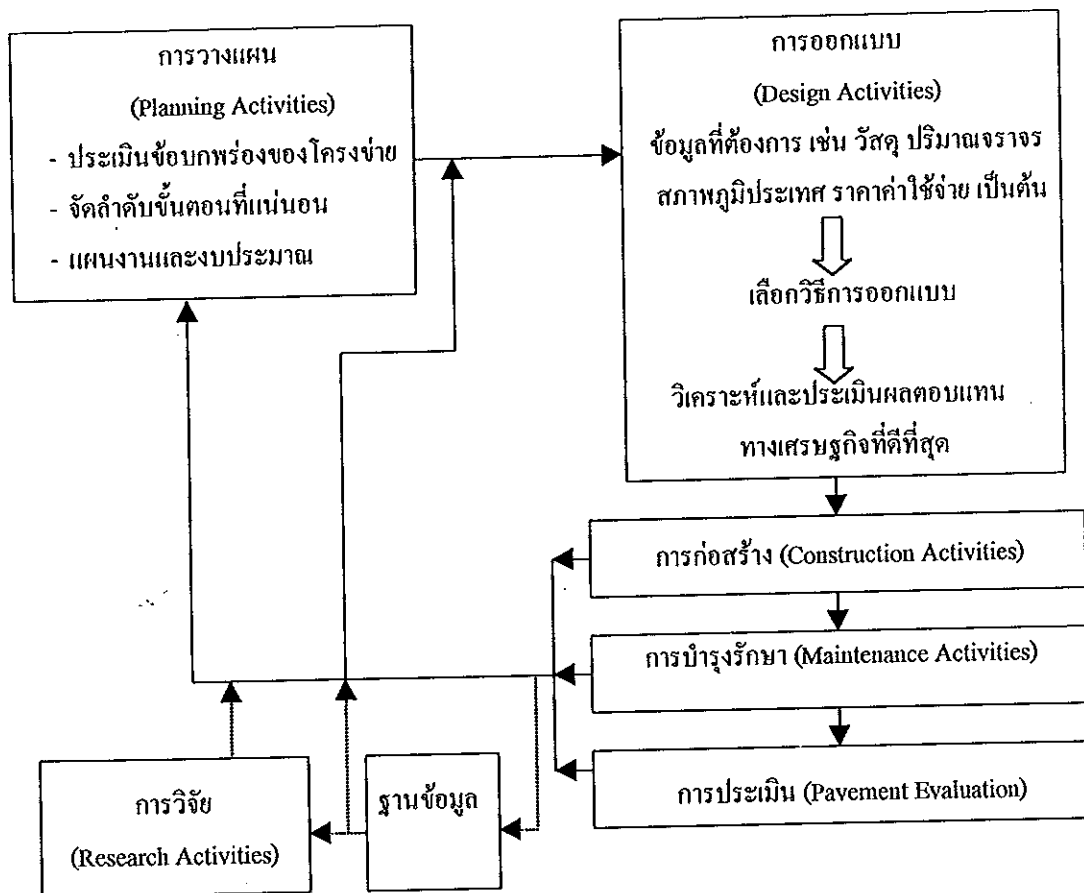 การวางแผน
(Planning Activities)
- ประเมินข้อบกพร่องของโครงข่าย
- จัดลำดับขั้นตอนที่แน่นอน
- แผนงานและงบประมาณ
การออกแบบ
(Design Activities)
ข้อมูลที่ต้องการ เช่น วัสดุ ปริมาณจราจร
สภาพภูมิประเทศ ราคาค่าใช้จ่าย เป็นต้น
เลือกวิธีการออกแบบ
วิเคราะห์และประเมินผลตอบแทน
ทางเศรษฐกิจที่ดีที่สุด
การก่อสร้าง (Construction Activities)
การบำรุงรักษา (Maintenance Activities)
การประเมิน (Pavement Evaluation)
ฐานข้อมูล
การวิจัย
(Research Activities)